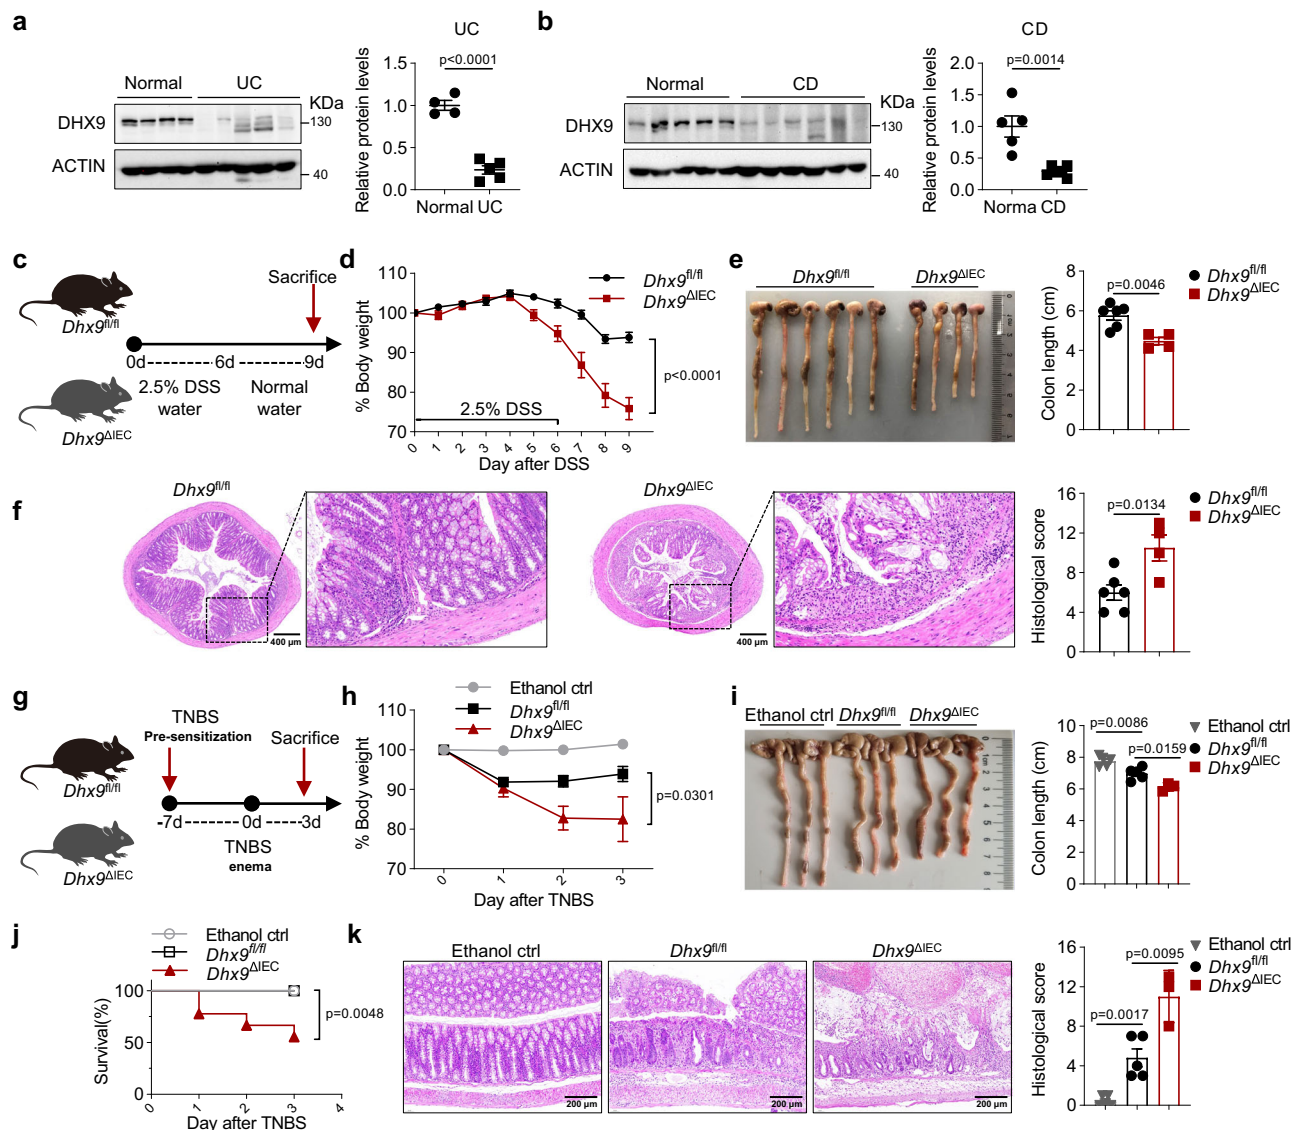 a
UC
Normal
UC
KDa
DHX9
130
ACTIN
40
Relative protein levels
1.5
1.0
0.5
0.0
p<0.0001
Normal UC
b
CD
Normal
CD
KDa
DHX9
130
ACTIN
40
Relative protein levels
2.0
1.5
1.0
0.5
0.0
p=0.0014
Norma CD
c
Sacrifice
Dhx9fl/fl
0d
6d
9d
2.5% DSS
water
Normal
water
Dhx9ΔIEC
d
% Body weight
110
100
90
80
70
Dhx9fl/fl
Dhx9ΔIEC
p<0.0001
2.5% DSS
0 1 2 3 4 5 6 7 8 9
Day after DSS
e
Dhx9fl/fl
Dhx9ΔIEC
Colon length (cm)
8
6
4
2
0
p=0.0046
Dhx9fl/fl
Dhx9ΔIEC
f
Dhx9fl/fl
400 μm
Dhx9ΔIEC
400 μm
Histological score
16
12
8
4
0
p=0.0134
Dhx9fl/fl
Dhx9ΔIEC
g
TNBS
Pre-sensitization
Sacrifice
Dhx9fl/fl
-7d
0d
3d
TNBS
enema
Dhx9ΔIEC
h
Ethanol ctrl
Dhx9fl/fl
Dhx9ΔIEC
% Body weight
110
100
90
80
70
p=0.0301
0 1 2 3
Day after TNBS
i
Ethanol ctrl
Dhx9fl/fl
Dhx9ΔIEC
Colon length (cm)
10
8
6
4
2
0
p=0.0086
p=0.0159
Ethanol ctrl
Dhx9fl/fl
Dhx9ΔIEC
j
Ethanol ctrl
Dhx9fl/fl
Dhx9ΔIEC
Survival(%)
100
50
0
p=0.0048
0 1 2 3 4
Day after TNBS
k
Ethanol ctrl
Dhx9fl/fl
Dhx9ΔIEC
200 μm
200 μm
200 μm
Histological score
16
12
8
4
0
p=0.0095
p=0.0017
Ethanol ctrl
Dhx9fl/fl
Dhx9ΔIEC